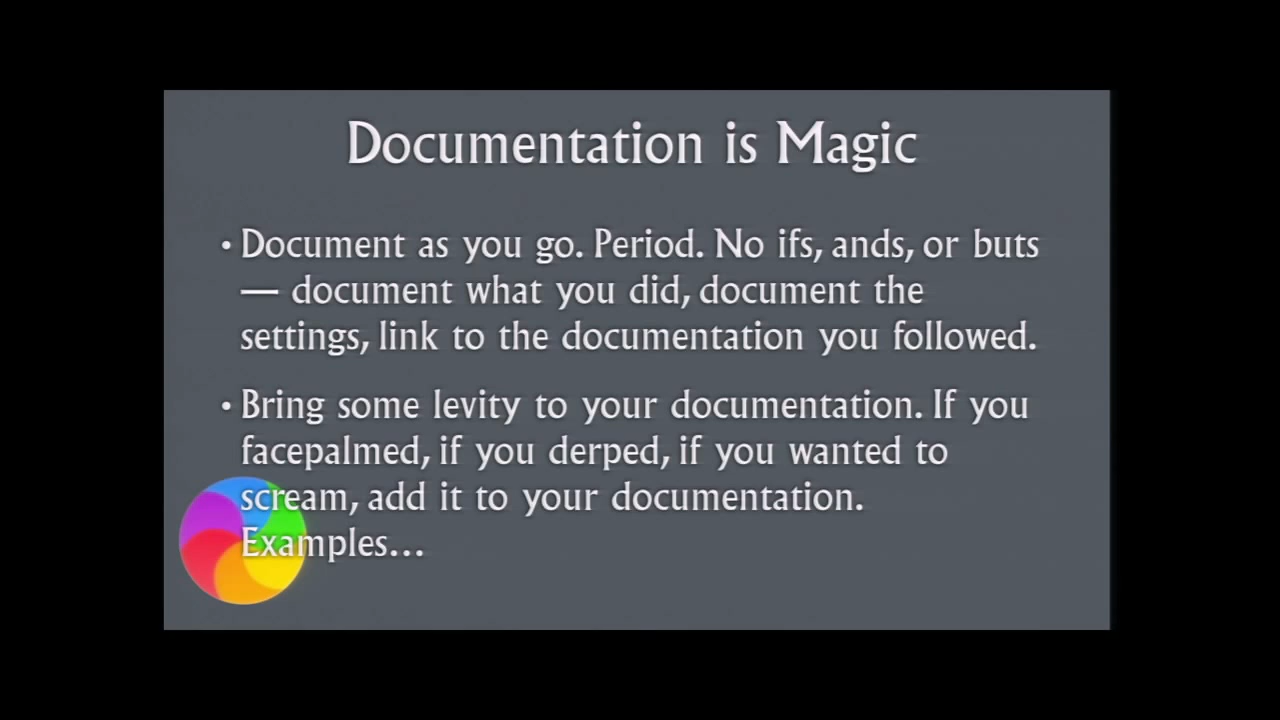 Documentation is Magic
• Document as you go. Period. No ifs, ands, or buts
— document what you did, document the
settings, link to the documentation you followed.
• Bring some levity to your documentation. If you
facepalmed, if you derped, if you wanted to
scream, add it to your documentation.
Examples...